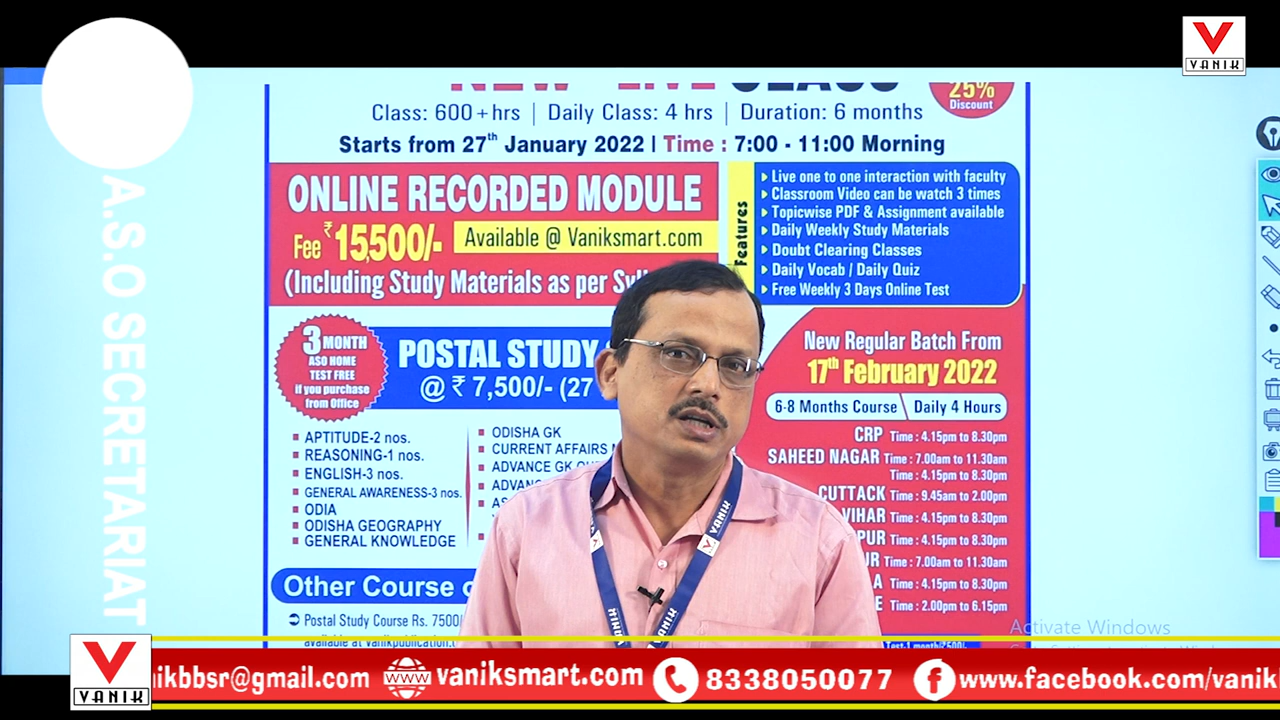 VANIK
NEW LIVE CLASS
25%
Discount
Class: 600+hrs | Daily Class: 4 hrs | Duration: 6 months
Starts from 27th January 2022 | Time : 7:00 - 11:00 Morning
ONLINE RECORDED MODULE
Fee ₹15,500/- Available @ Vaniksmart.com
(Including Study Materials as per
Features
Live one to one interaction with faculty
Classroom Video can be watch 3 times
Topicwise PDF & Assignment available
Daily Weekly Study Materials
Doubt Clearing Classes
Daily Vocab / Daily Quiz
Free Weekly 3 Days Online Test
3 MONTH
ASO HOME
TEST FREE
if you purchase
from Office
POSTAL STUDY
@ ₹ 7,500/- (27
APTITUDE-2 nos.
REASONING-1 nos.
ENGLISH-3 nos.
GENERAL AWARENESS-3 nos.
ODIA
ODISHA GEOGRAPHY
GENERAL KNOWLEDGE
ODISHA GK
CURRENT AFFAIRS
ADVANCE GK
New Regular Batch From
17th February 2022
6-8 Months Course Daily 4 Hours
CRP Time : 4.15pm to 8.30pm
SAHEED NAGAR Time : 7.00am to 11.30am
Time : 4.15pm to 8.30pm
CUTTACK Time : 9.45am to 2.00pm
VIHAR Time : 4.15pm to 8.30pm
PUR Time : 4.15pm to 8.30pm
UR Time : 7.00am to 11.30am
A Time : 4.15pm to 8.30pm
E Time : 2.00pm to 6.15pm
Other Course
Postal Study Course Rs. 7500/
A.S.O SECRETARIAT
VANIK
VANIK
VANIK
Activate Windows
VANIK
nikbbsr@gmail.com vaniksmart.com 8338050077 www.facebook.com/vanik